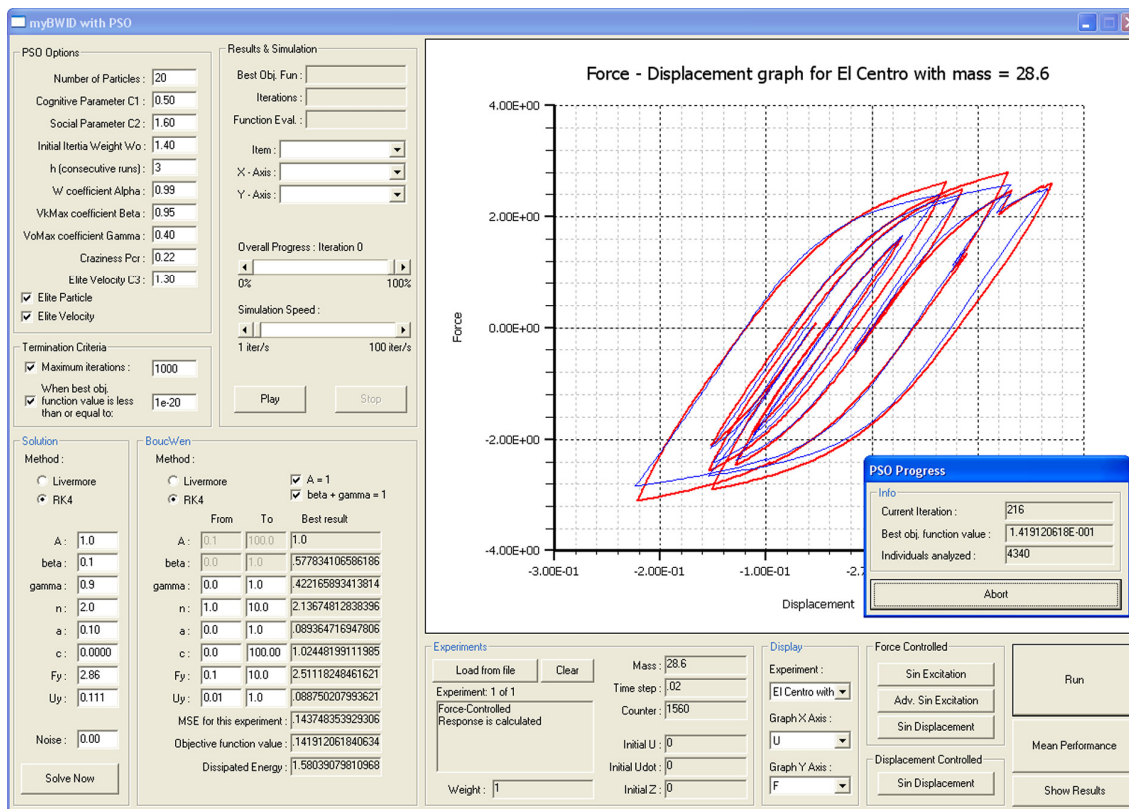 myBWID with PSO
PSO Options
Number of Particles : 20
Cognitive Parameter C1 : 0.50
Social Parameter C2 : 1.60
Initial Itertia Weight Wo : 1.40
h (consecutive runs) : 3
W coefficient Alpha : 0.99
VkMax coefficient Beta : 0.95
VoMax coefficient Gamma : 0.40
Craziness Pcr : 0.22
Elite Velocity C3 : 1.30
Elite Particle
Elite Velocity
Termination Criteria
Maximum iterations : 1000
When best obj.
function value is less
than or equal to: 1e-20
Results & Simulation
Best Obj. Fun :
Iterations :
Function Eval. :
Item :
X - Axis :
Y - Axis :
Overall Progress : Iteration 0
0% 100%
Simulation Speed :
1 iter/s 100 iter/s
Play Stop
Force - Displacement graph for El Centro with mass = 28.6
4.00E+00
2.00E+00
0.00E+00
-2.00E+00
-4.00E+00
Force
-3.00E-01 -2.00E-01 -1.00E-01
Displacement
PSO Progress
Info
Current Iteration : 216
Best obj. function value : 1.419120618E-001
Individuals analyzed : 4340
Abort
Solution
Method :
Livermore
RK4
A : 1.0
beta : 0.1
gamma : 0.9
n : 2.0
a : 0.10
c : 0.0000
Fy : 2.86
Uy : 0.111
Noise : 0.00
Solve Now
BoucWen
Method :
Livermore
RK4
A = 1
beta + gamma = 1
From To Best result
A : 0.1 100.0 1.0
beta : 0.0 1.0 .577834106586186
gamma : 0.0 1.0 .422165893413814
n : 1.0 10.0 2.13674812838396
a : 0.0 1.0 .089364716947806
c : 0.0 100.00 1.02448199111985
Fy : 0.1 10.0 2.51118248461621
Uy : 0.01 1.0 .088750207993621
MSE for this experiment : .143748353929306
Objective function value : .141912061840634
Dissipated Energy : 1.58039079810968
Experiments
Load from file Clear
Experiment: 1 of 1
Force-Controlled
Response is calculated
Weight : 1
Mass : 28.6
Time step : .02
Counter : 1560
Initial U : 0
Initial Udot : 0
Initial Z : 0
Display
Experiment :
El Centro with
Graph X Axis :
U
Graph Y Axis :
F
Force Controlled
Sin Excitation
Adv. Sin Excitation
Sin Displacement
Displacement Controlled
Sin Displacement
Run
Mean Performance
Show Results